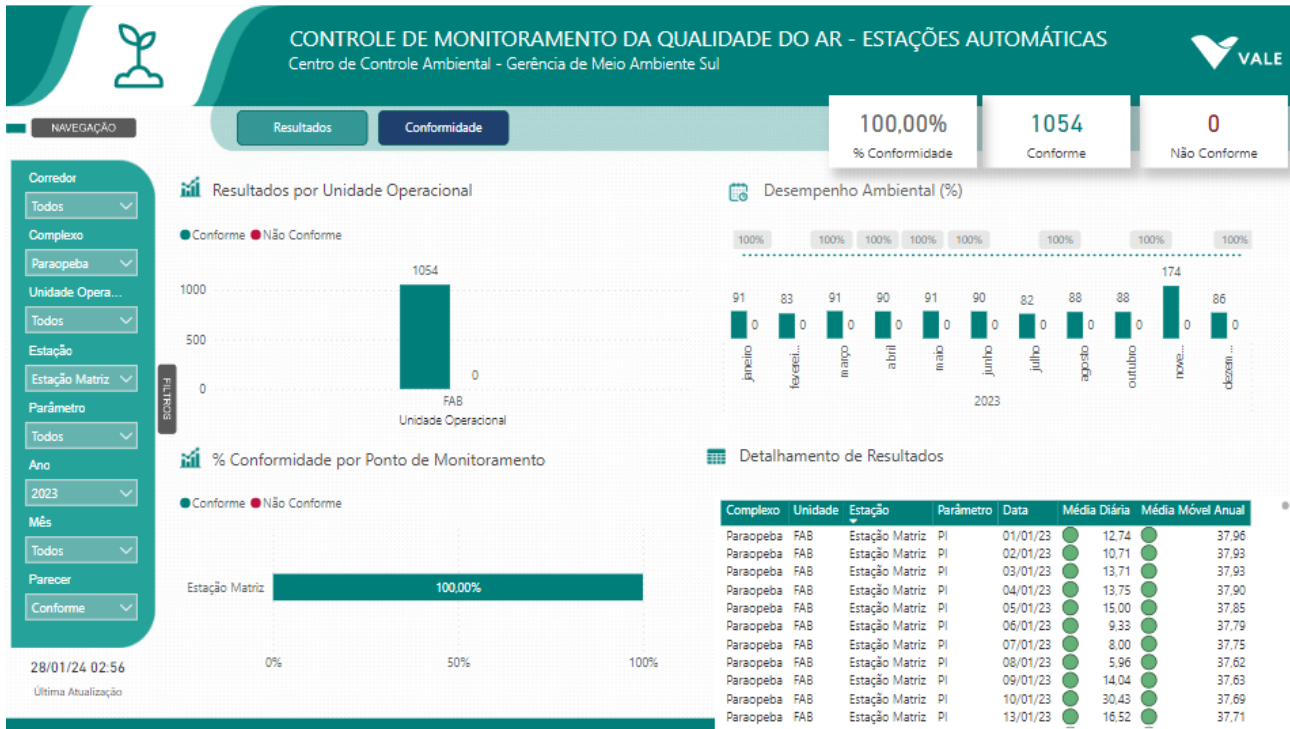 CONTROLE DE MONITORAMENTO DA QUALIDADE DO AR - ESTAÇÕES AUTOMÁTICAS
Centro de Controle Ambiental - Gerência de Meio Ambiente Sul
VALE
NAVEGAÇÃO
Resultados
Conformidade
100,00%
% Conformidade
1054
Conforme
0
Não Conforme
Corredor
Todos
Complexo
Paraopeba
Unidade Opera...
Todos
Estação
Estação Matriz
Parâmetro
Todos
Ano
2023
Mês
Todos
Parecer
Conforme
28/01/24 02:56
Última Atualização
FILTROS
Resultados por Unidade Operacional
Conforme Não Conforme
1054
1000
500
0
0
FAB
Unidade Operacional
Desempenho Ambiental (%)
100% 100% 100% 100% 100% 100% 100% 100%
174
91 83 91 90 91 90 82 88 88 86
0 0 0 0 0 0 0 0 0 0 0
janeiro feverei... março abril maio junho julho agosto outubro nove... dezem...
2023
% Conformidade por Ponto de Monitoramento
Conforme Não Conforme
Estação Matriz 100,00%
0% 50% 100%
Detalhamento de Resultados
Complexo Unidade Estação Parâmetro Data Média Diária Média Móvel Anual
Paraopeba FAB Estação Matriz PI 01/01/23 12,74 37,96
Paraopeba FAB Estação Matriz PI 02/01/23 10,71 37,93
Paraopeba FAB Estação Matriz PI 03/01/23 13,71 37,93
Paraopeba FAB Estação Matriz PI 04/01/23 13,75 37,90
Paraopeba FAB Estação Matriz PI 05/01/23 15,00 37,85
Paraopeba FAB Estação Matriz PI 06/01/23 9,33 37,79
Paraopeba FAB Estação Matriz PI 07/01/23 8,00 37,75
Paraopeba FAB Estação Matriz PI 08/01/23 5,96 37,62
Paraopeba FAB Estação Matriz PI 09/01/23 14,04 37,63
Paraopeba FAB Estação Matriz PI 10/01/23 30,43 37,69
Paraopeba FAB Estação Matriz PI 13/01/23 16,52 37,71